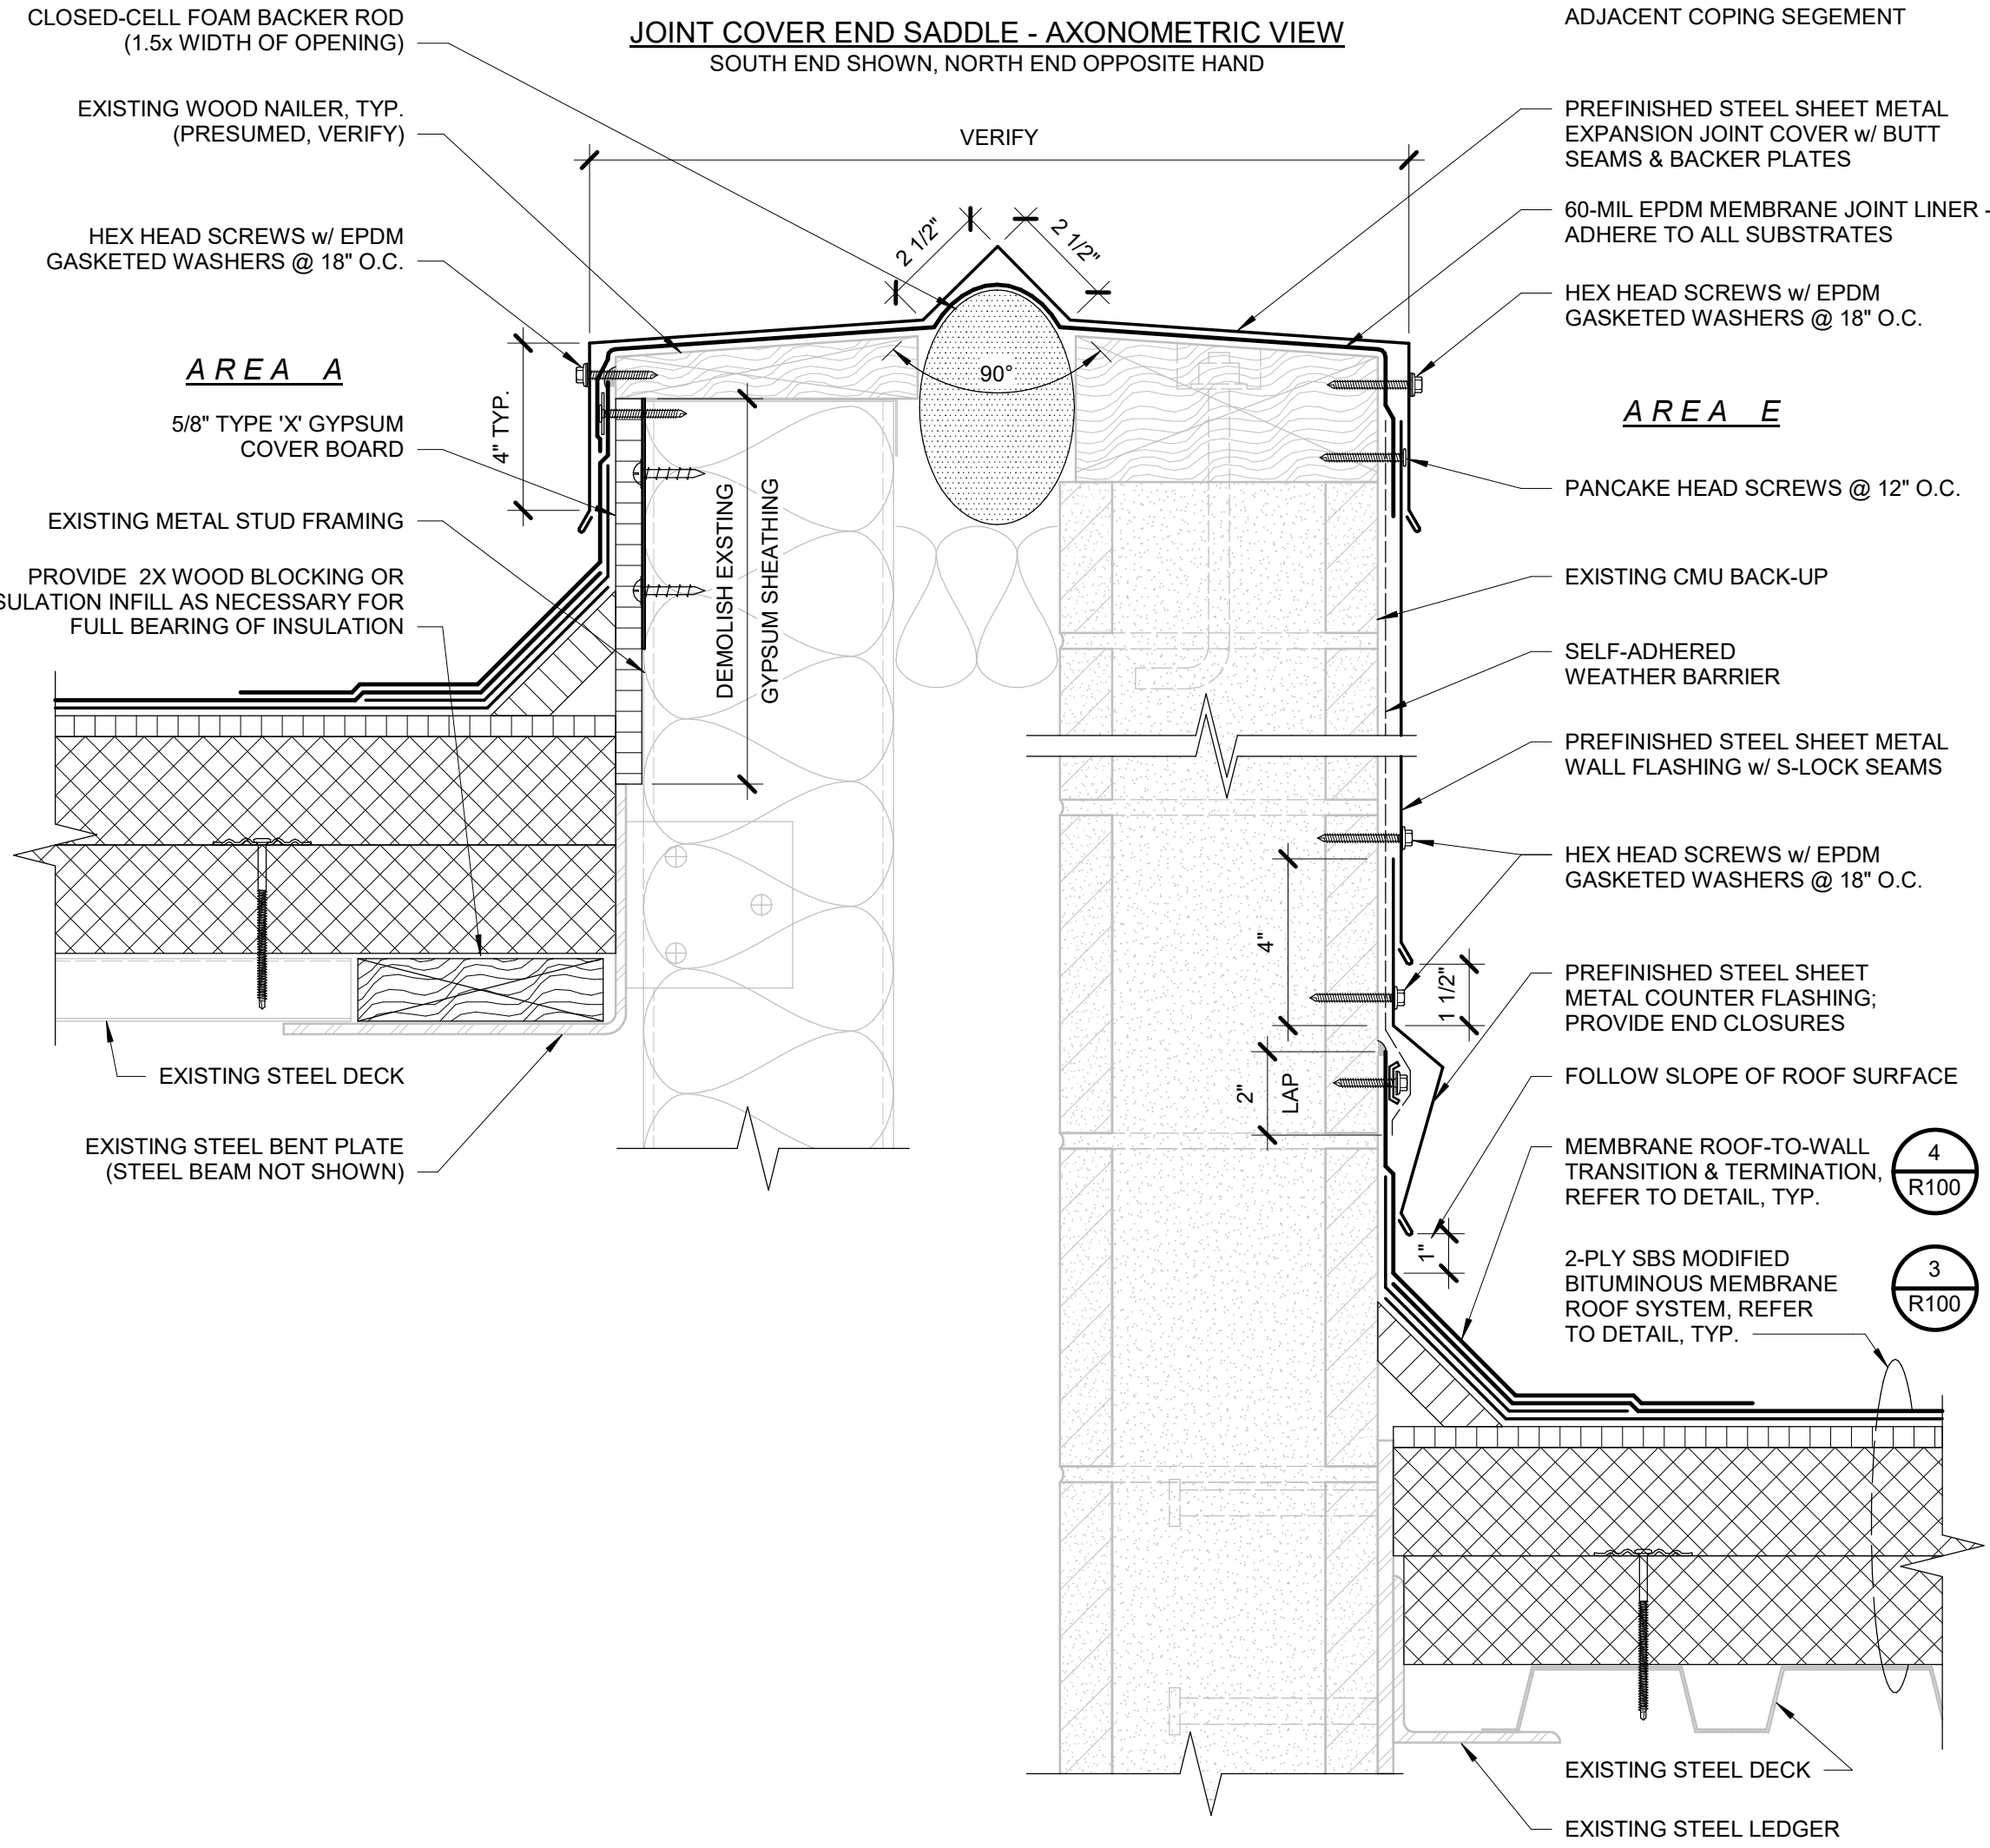 CLOSED-CELL FOAM BACKER ROD
(1.5x WIDTH OF OPENING)
JOINT COVER END SADDLE - AXONOMETRIC VIEW
SOUTH END SHOWN, NORTH END OPPOSITE HAND
ADJACENT COPING SEGEMENT
EXISTING WOOD NAILER, TYP.
(PRESUMED, VERIFY)
HEX HEAD SCREWS w/ EPDM
GASKETED WASHERS @ 18" O.C.
AREA A
5/8" TYPE 'X' GYPSUM
COVER BOARD
EXISTING METAL STUD FRAMING
PROVIDE 2X WOOD BLOCKING OR
SULATION INFILL AS NECESSARY FOR
FULL BEARING OF INSULATION
EXISTING STEEL DECK
EXISTING STEEL BENT PLATE
(STEEL BEAM NOT SHOWN)
VERIFY
2 1/2"
2 1/2"
90°
4" TYP.
DEMOLISH EXSTING
GYPSUM SHEATHING
4"
1 1/2"
2"
LAP
1"
PREFINISHED STEEL SHEET METAL
EXPANSION JOINT COVER w/ BUTT
SEAMS & BACKER PLATES
60-MIL EPDM MEMBRANE JOINT LINER -
ADHERE TO ALL SUBSTRATES
HEX HEAD SCREWS w/ EPDM
GASKETED WASHERS @ 18" O.C.
AREA E
PANCAKE HEAD SCREWS @ 12" O.C.
EXISTING CMU BACK-UP
SELF-ADHERED
WEATHER BARRIER
PREFINISHED STEEL SHEET METAL
WALL FLASHING w/ S-LOCK SEAMS
HEX HEAD SCREWS w/ EPDM
GASKETED WASHERS @ 18" O.C.
PREFINISHED STEEL SHEET
METAL COUNTER FLASHING;
PROVIDE END CLOSURES
FOLLOW SLOPE OF ROOF SURFACE
MEMBRANE ROOF-TO-WALL
TRANSITION & TERMINATION,
REFER TO DETAIL, TYP.
4
R100
2-PLY SBS MODIFIED
BITUMINOUS MEMBRANE
ROOF SYSTEM, REFER
TO DETAIL, TYP.
3
R100
EXISTING STEEL DECK
EXISTING STEEL LEDGER